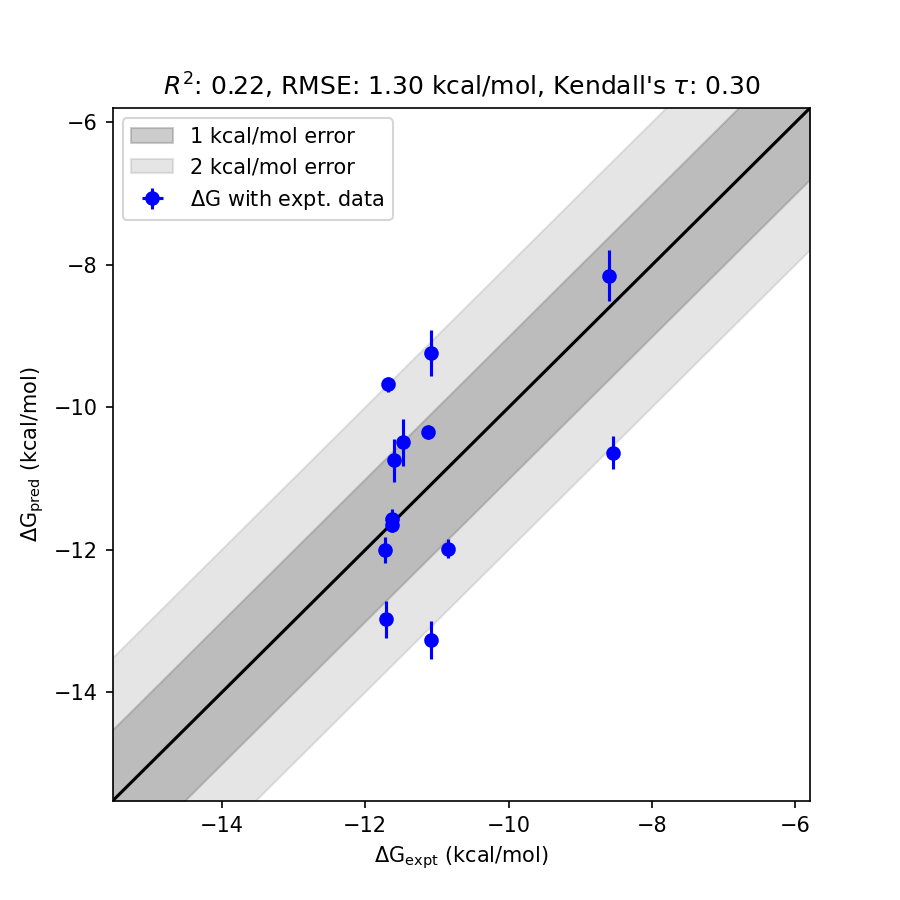 R²: 0.22, RMSE: 1.30 kcal/mol, Kendall's τ: 0.30
1 kcal/mol error
2 kcal/mol error
ΔG with expt. data
ΔG_pred (kcal/mol)
−6
−8
−10
−12
−14
−14
−12
−10
−8
−6
ΔG_expt (kcal/mol)